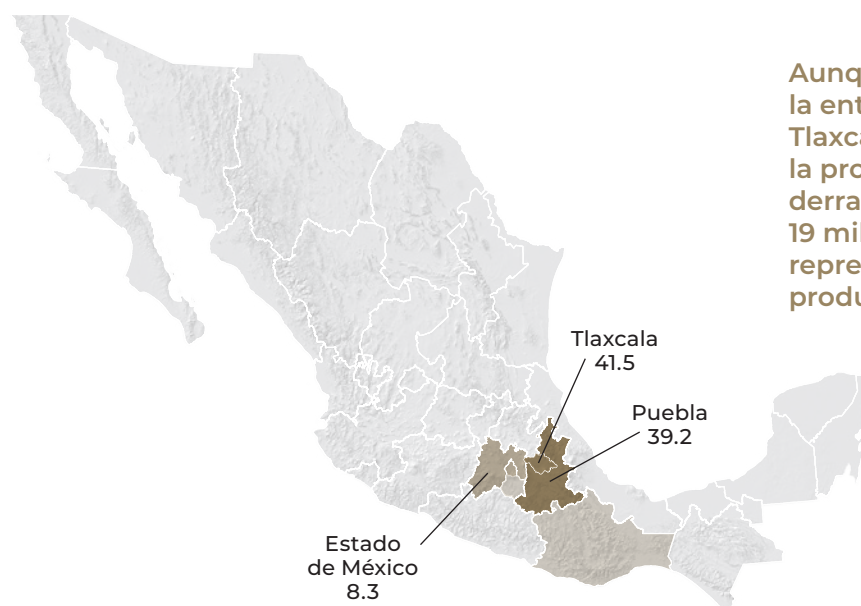 Aunq
la ent
Tlaxca
la pro
derra
19 mil
repre
produ
Tlaxcala
41.5
Puebla
39.2
Estado
de México
8.3